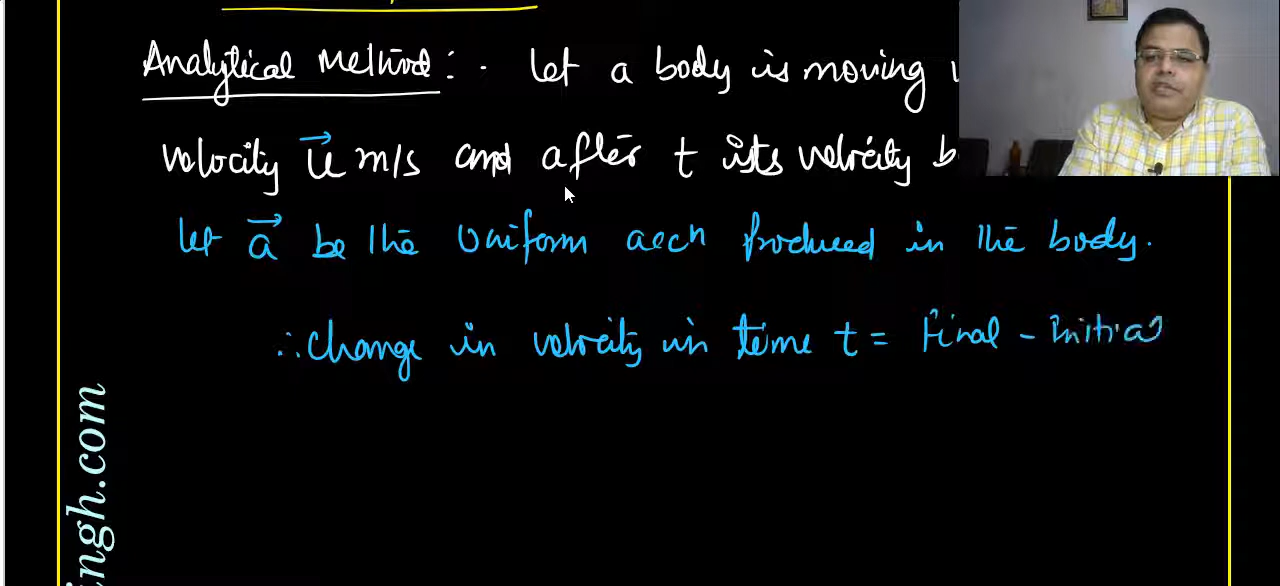 Analytical Method :- Let a body is moving
velocity u⃗ m/s and after t its velocity b
let a⃗ be the Uniform accn produced in the body.
∴ change in velocity in time t = Final - initial
ingh.com